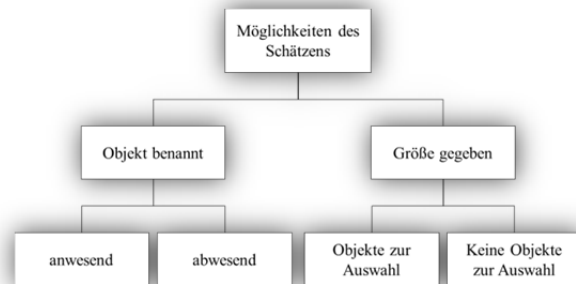 Möglichkeiten des
Schätzens
Objekt benannt
Größe gegeben
anwesend
abwesend
Objekte zur
Auswahl
Keine Objekte
zur Auswahl